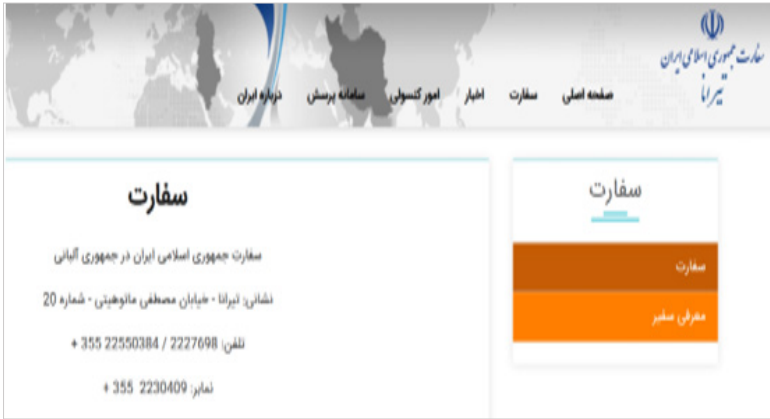 سفارت جمهوری اسلامی ایران
تیرانا
صفحه اصلی سفارت اخبار امور کنسولی سامانه پرسش درباره ایران
سفارت
سفارت
معرفی سفیر
سفارت
سفارت جمهوری اسلامی ایران در جمهوری آلبانی
نشانی: تیرانا - خیابان مصطفی ماتوهیتی - شماره 20
تلفن: 2227698 / 22550384 355 +
نمابر: 2230409 355 +